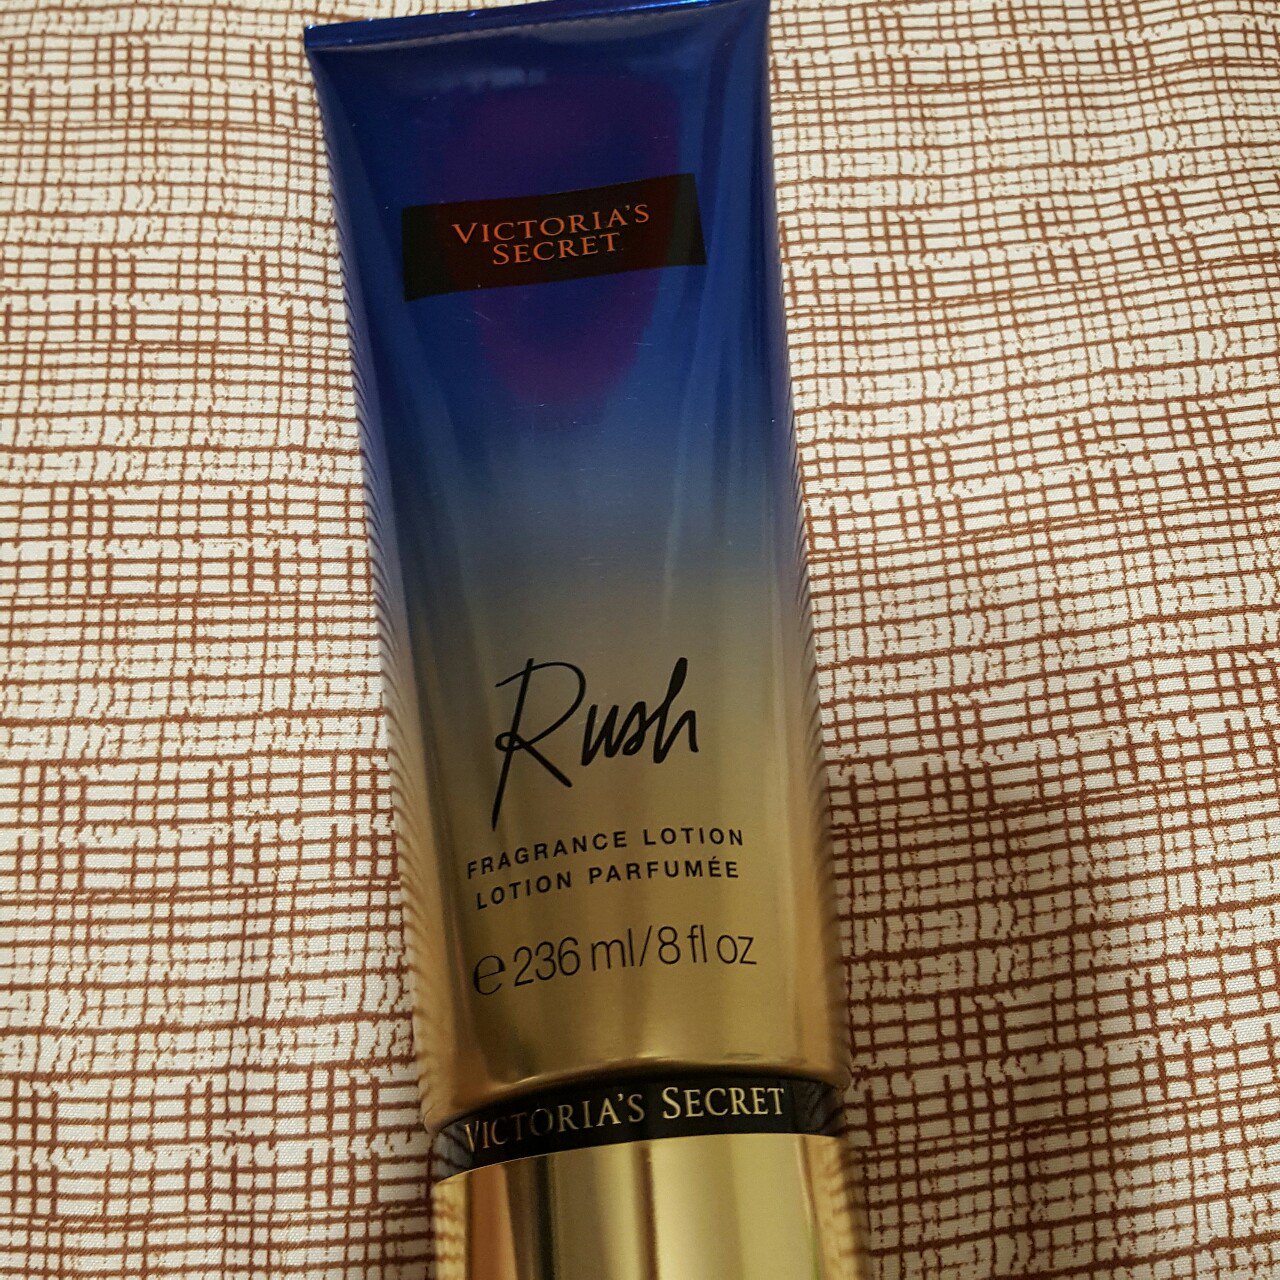 VICTORIA'S
SECRET
Rush
FRAGRANCE LOTION
LOTION PARFUMÉE
℮ 236 ml/8 fl oz
VICTORIA'S SECRET